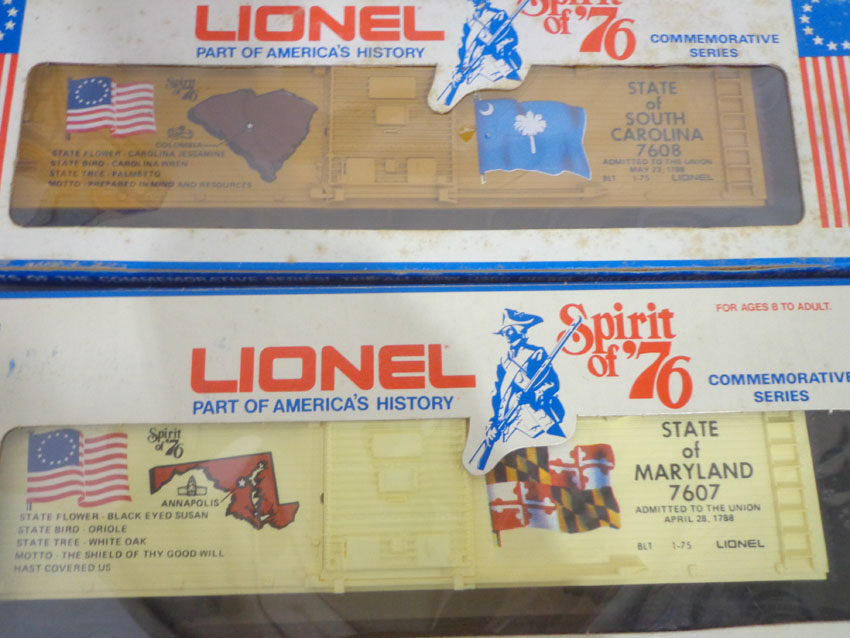 LIONEL
PART OF AMERICA'S HISTORY
Spirit
of '76
COMMEMORATIVE
SERIES
Spirit
of '76
COLUMBIA
STATE FLOWER - CAROLINA JESSAMINE
STATE BIRD - CAROLINA WREN
STATE TREE - PALMETTO
MOTTO - PREPARED IN MIND AND RESOURCES
STATE
of
SOUTH
CAROLINA
7608
ADMITTED TO THE UNION
MAY 23, 1788
BLT 1-75 LIONEL
OF THE COMMEMORATIVE
FOR AGES 8 TO ADULT.
LIONEL
PART OF AMERICA'S HISTORY
Spirit
of '76
COMMEMORATIVE
SERIES
Spirit
of '76
ANNAPOLIS
STATE FLOWER - BLACK EYED SUSAN
STATE BIRD - ORIOLE
STATE TREE - WHITE OAK
MOTTO - THE SHIELD OF THY GOOD WILL
HAST COVERED US
STATE
of
MARYLAND
7607
ADMITTED TO THE UNION
APRIL 28, 1788
BLT 1-75 LIONEL